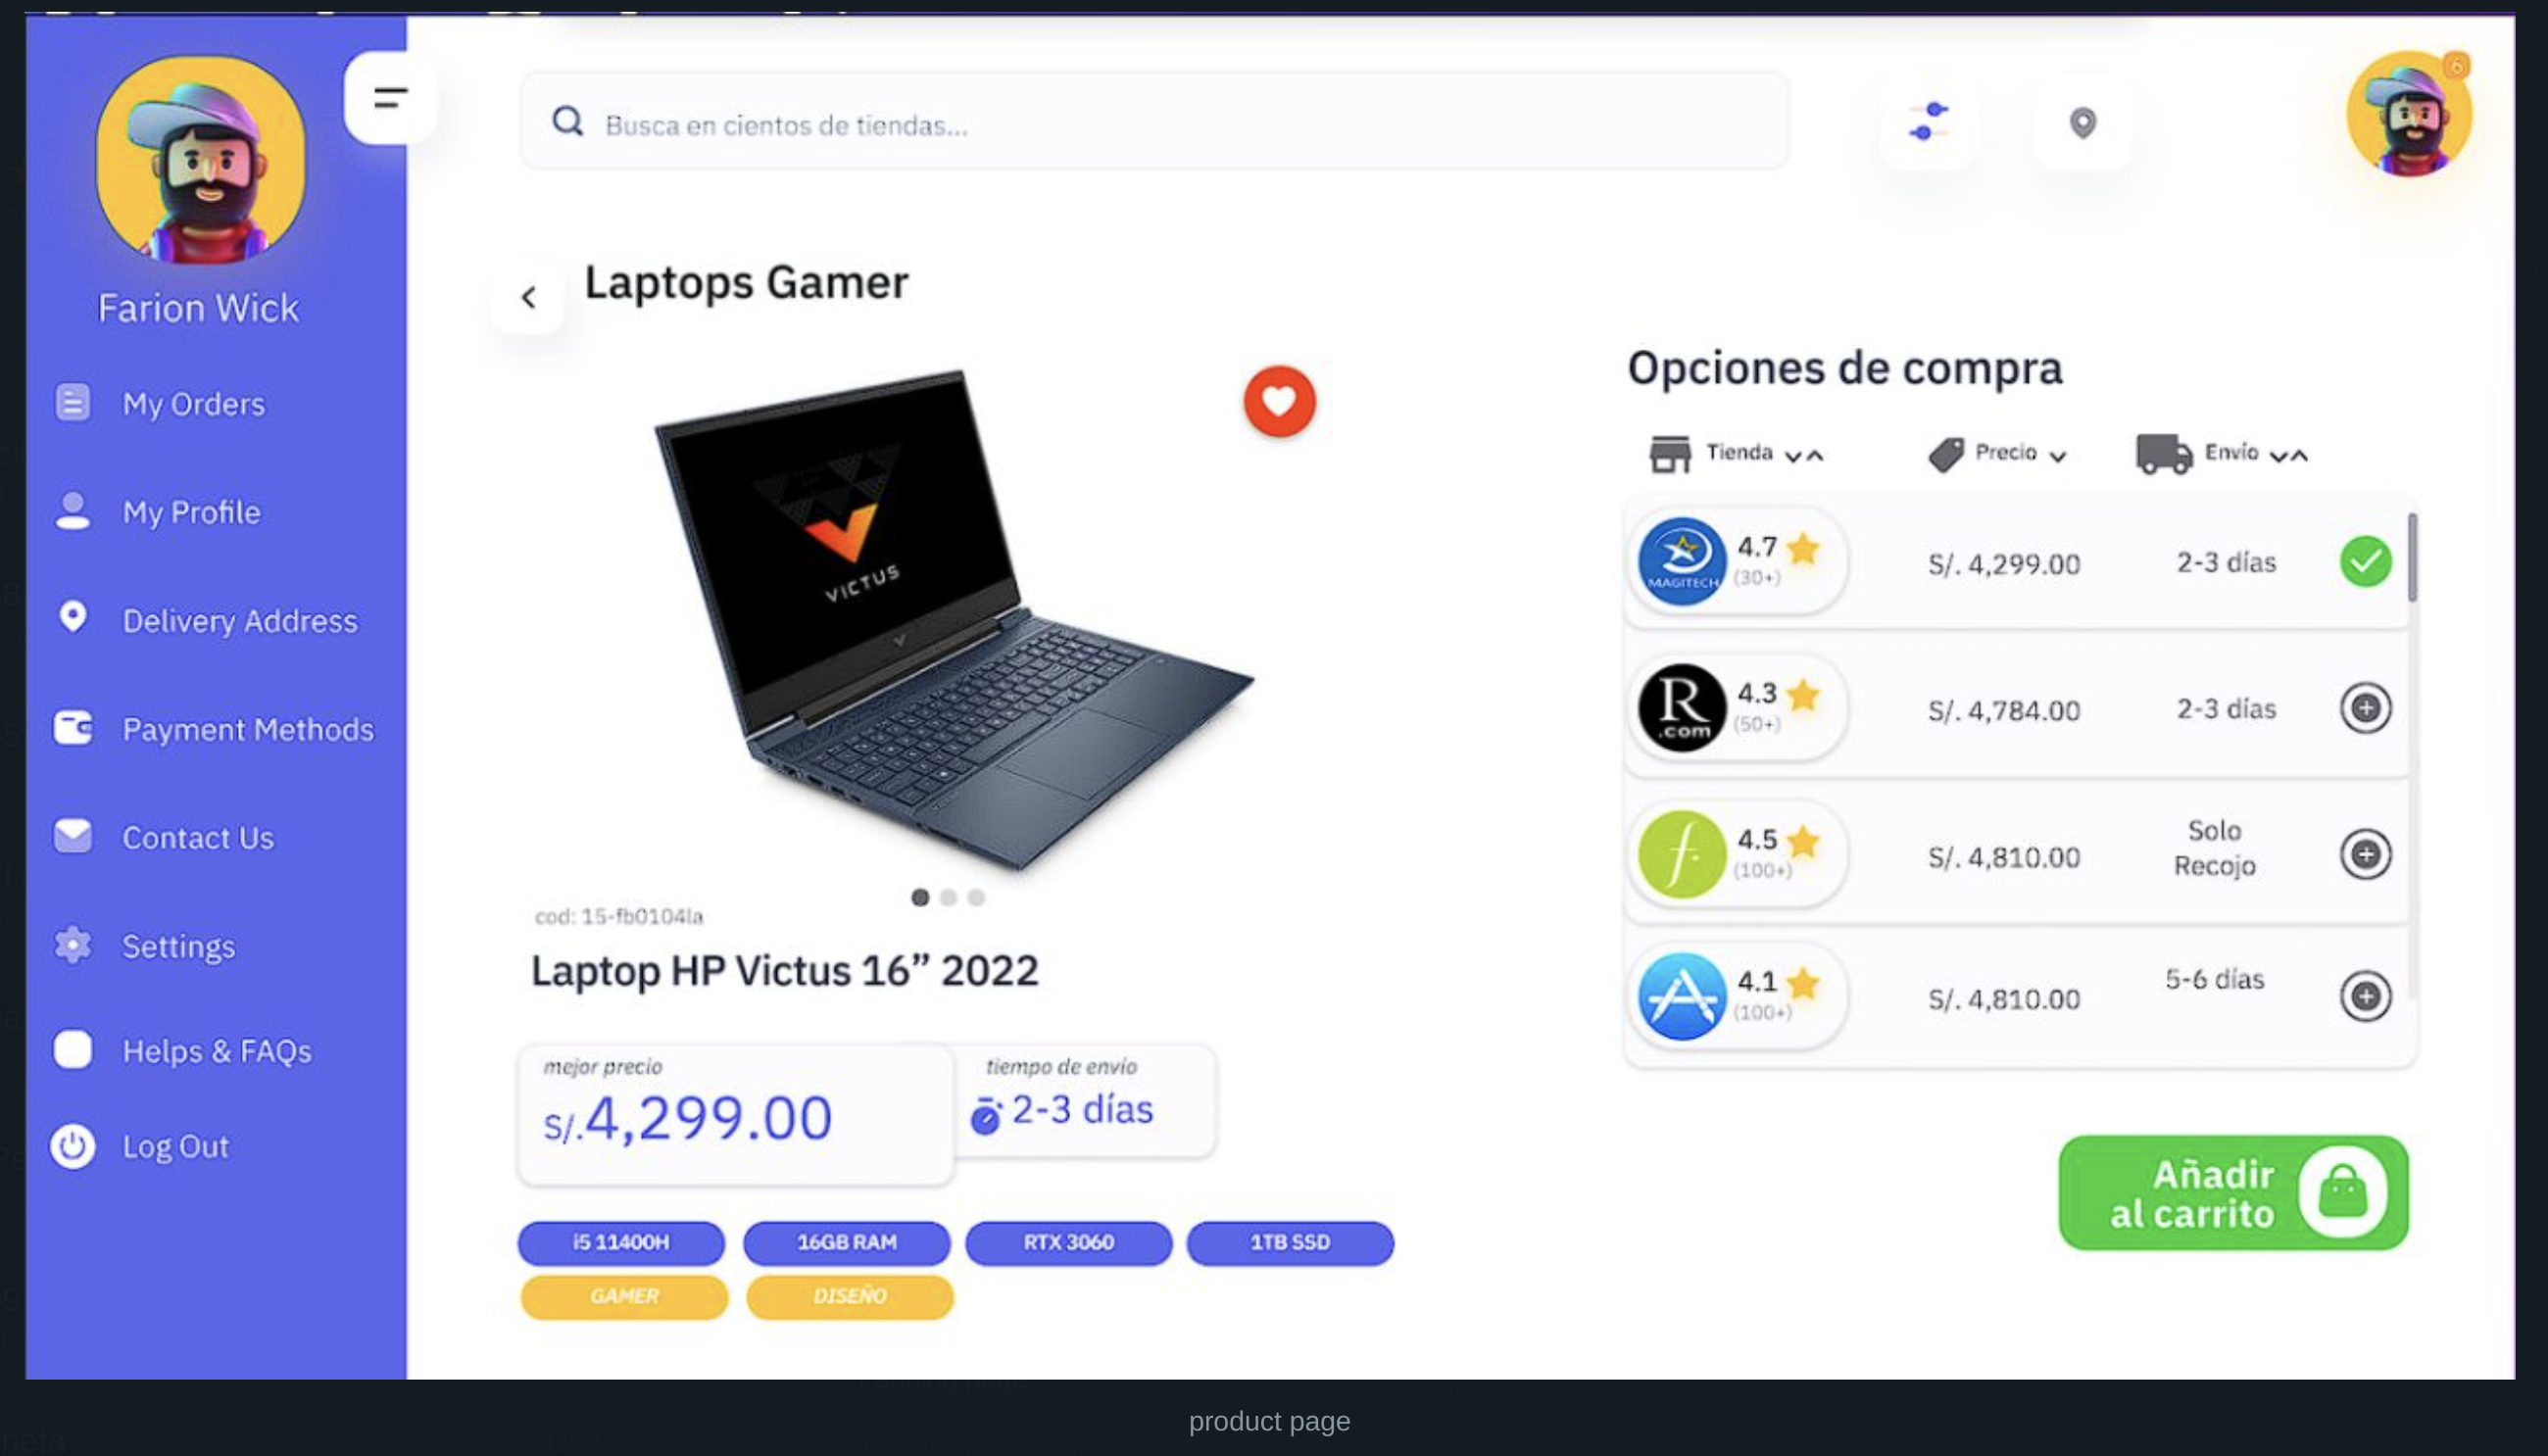 Farion Wick
My Orders
My Profile
Delivery Address
Payment Methods
Contact Us
Settings
Helps & FAQs
Log Out
Busca en cientos de tiendas...
6
Laptops Gamer
VICTUS
cod: 15-fb0104la
Laptop HP Victus 16” 2022
mejor precio
S/.4,299.00
tiempo de envío
2-3 días
i5 11400H
16GB RAM
RTX 3060
1TB SSD
GAMER
DISEÑO
Opciones de compra
Tienda
Precio
Envío
MAGITECH
4.7
(30+)
S/. 4,299.00
2-3 días
R
.com
4.3
(50+)
S/. 4,784.00
2-3 días
f.
4.5
(100+)
S/. 4,810.00
Solo
Recojo
4.1
(100+)
S/. 4,810.00
5-6 días
Añadir
al carrito
product page